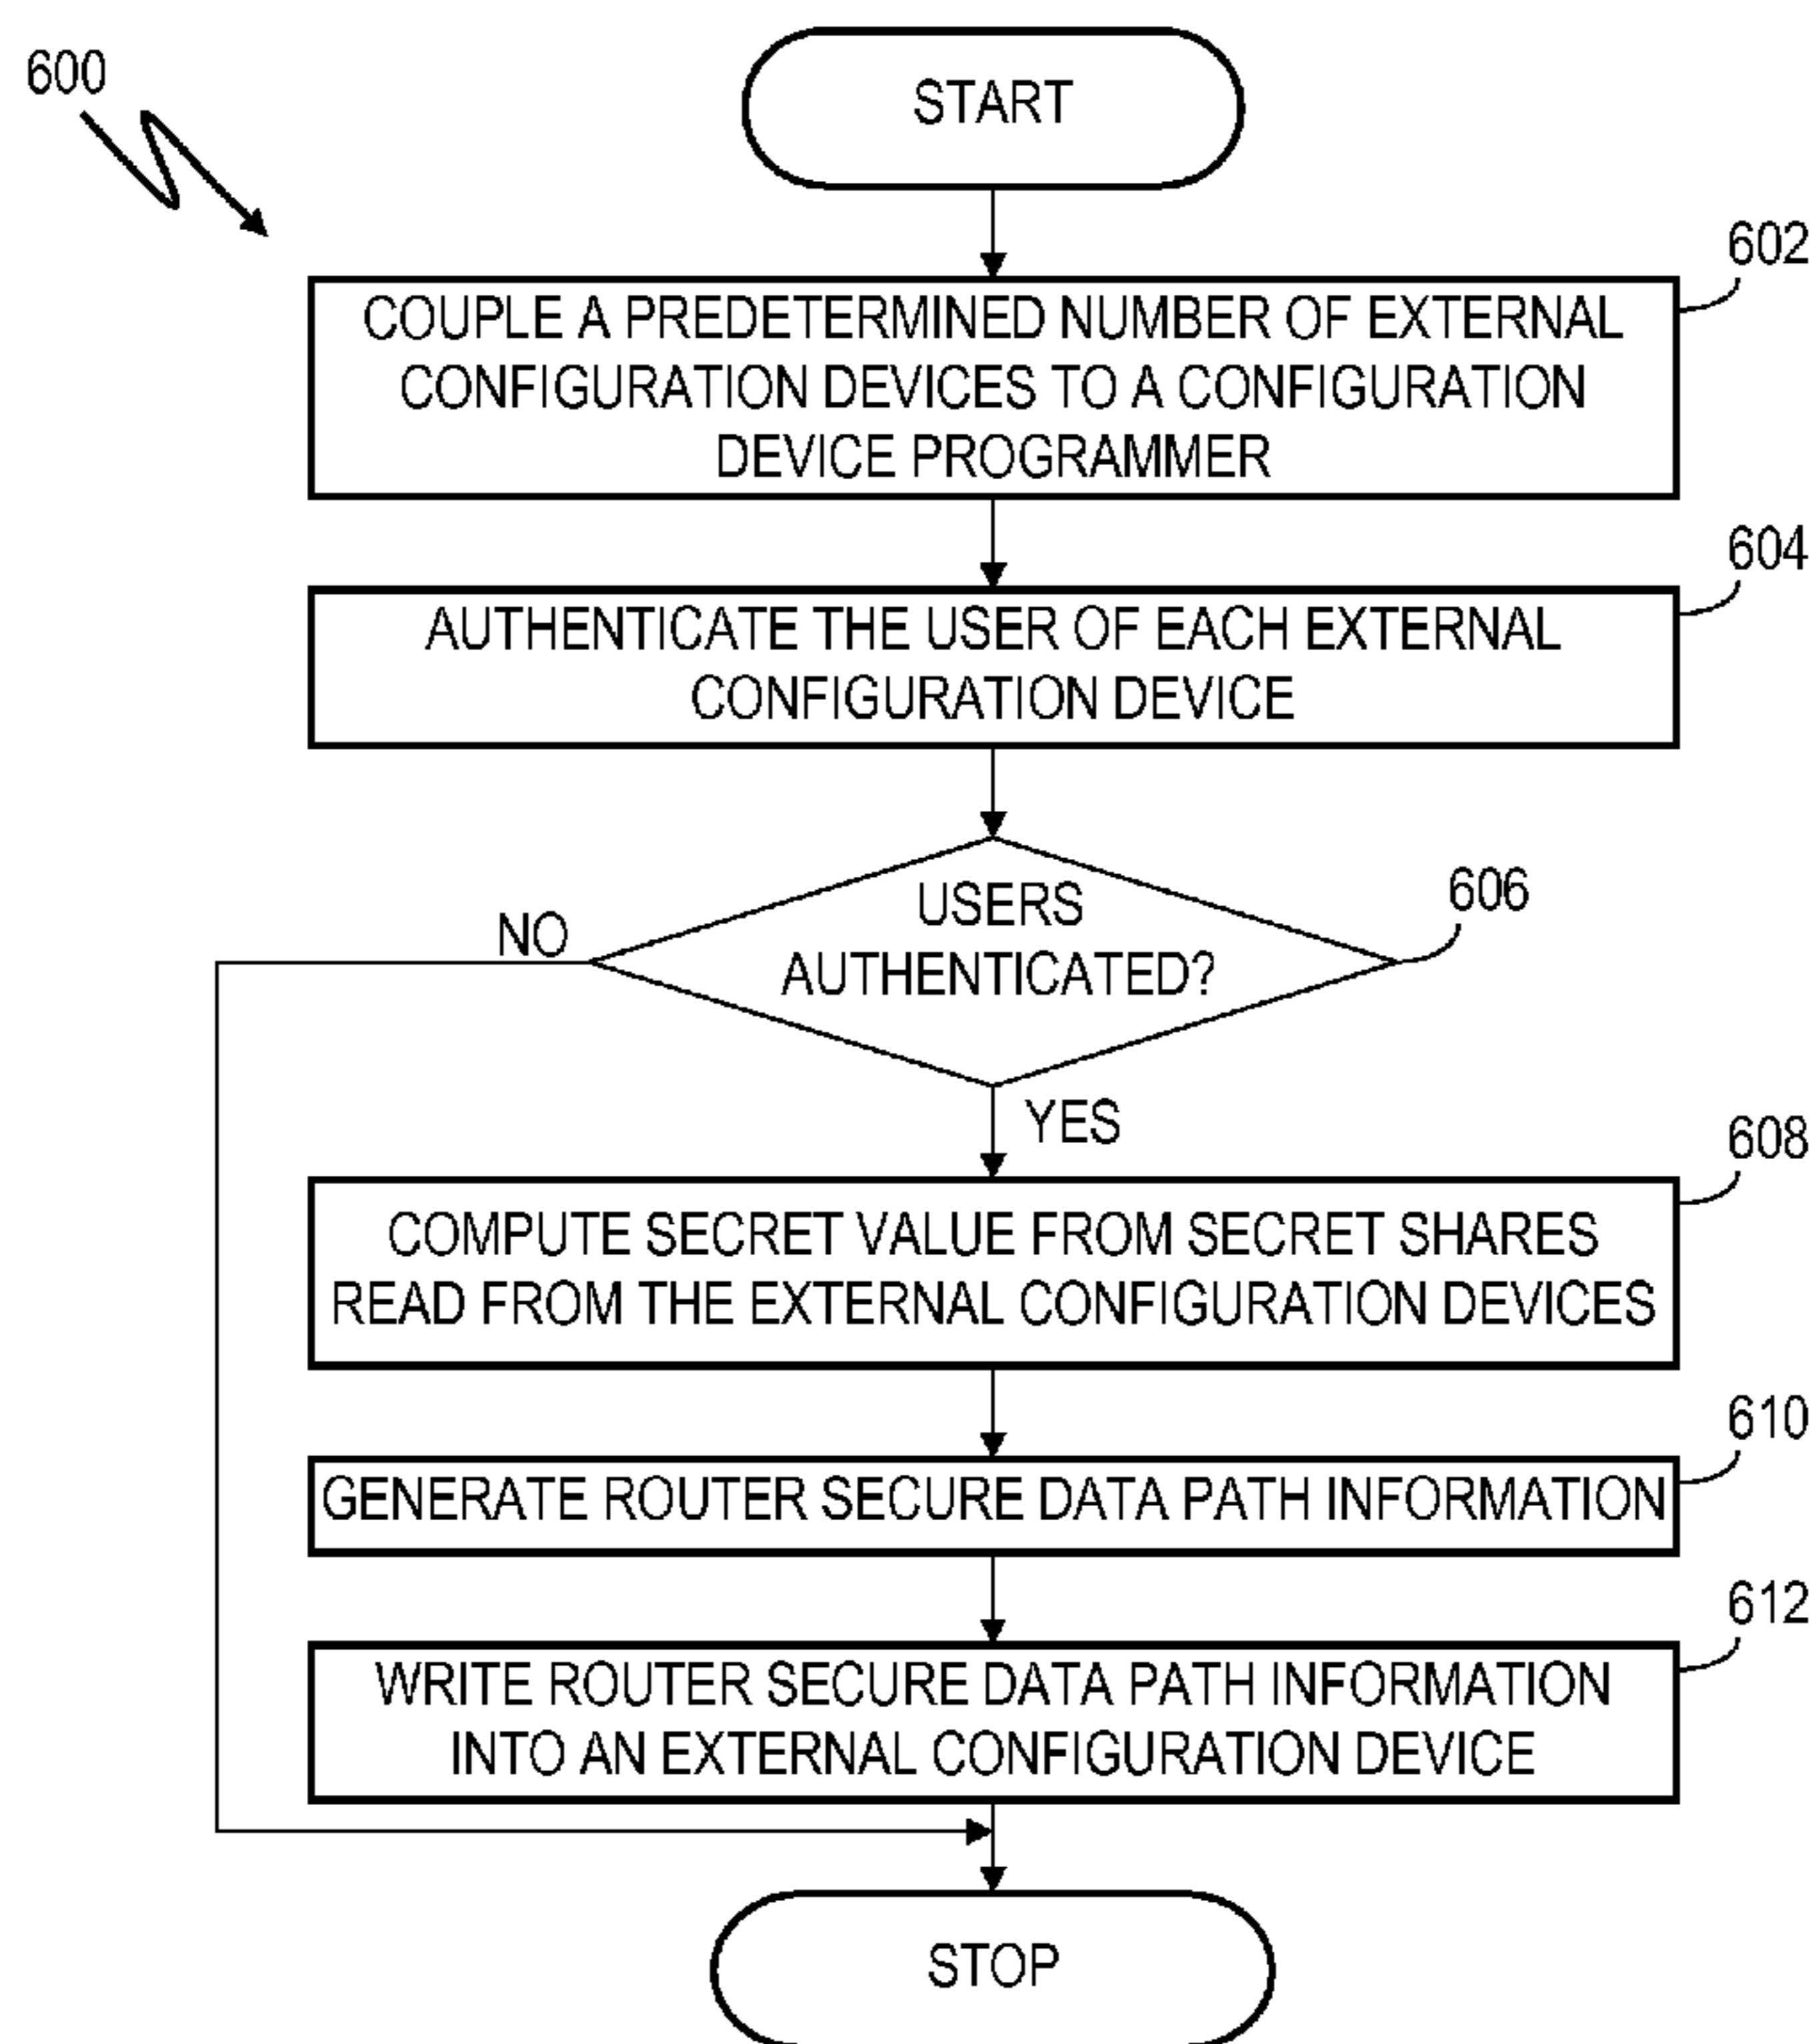 600
START
602
COUPLE A PREDETERMINED NUMBER OF EXTERNAL
CONFIGURATION DEVICES TO A CONFIGURATION
DEVICE PROGRAMMER
604
AUTHENTICATE THE USER OF EACH EXTERNAL
CONFIGURATION DEVICE
606
USERS
AUTHENTICATED?
NO
YES
608
COMPUTE SECRET VALUE FROM SECRET SHARES
READ FROM THE EXTERNAL CONFIGURATION DEVICES
610
GENERATE ROUTER SECURE DATA PATH INFORMATION
612
WRITE ROUTER SECURE DATA PATH INFORMATION
INTO AN EXTERNAL CONFIGURATION DEVICE
STOP